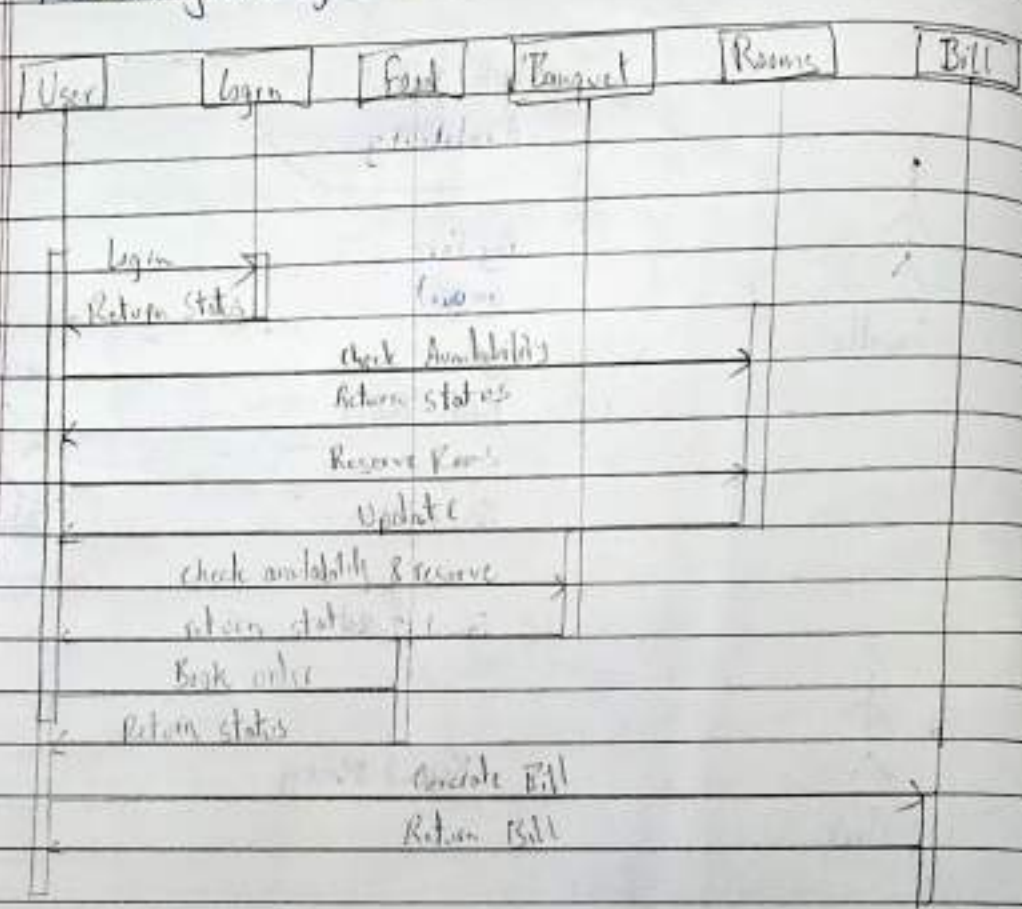 User Login Food Banquet Rooms Bill
Login
Return Status
Check Availability
Return status
Reserve Room
Update
check availability & reserve
return status
Book order
Return status
Generate Bill
Return Bill